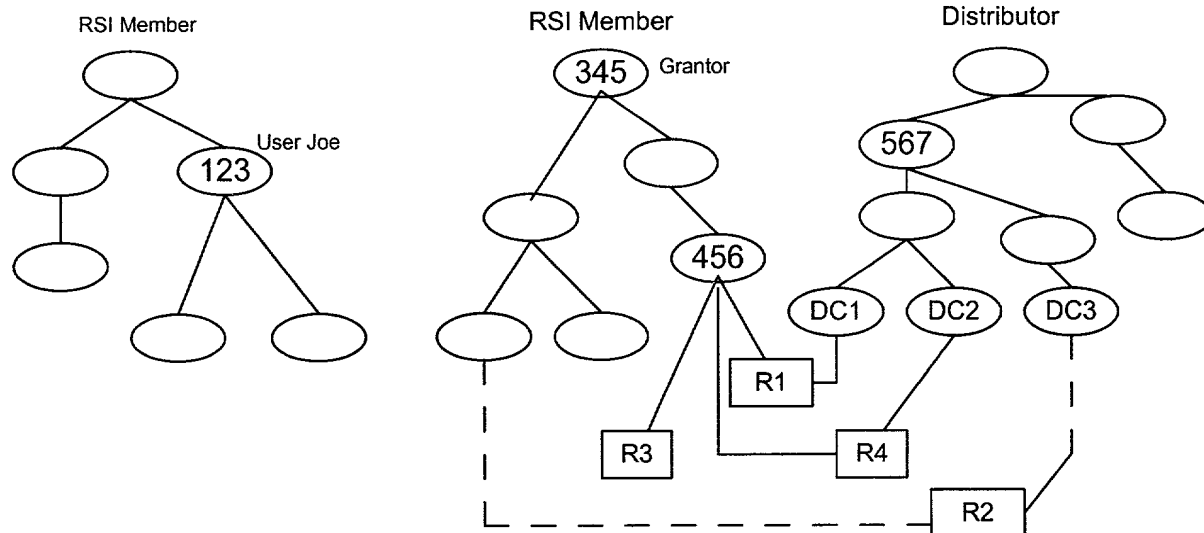 RSI Member
RSI Member
Distributor
345
Grantor
User Joe
123
567
456
DC1
DC2
DC3
R1
R3
R4
R2